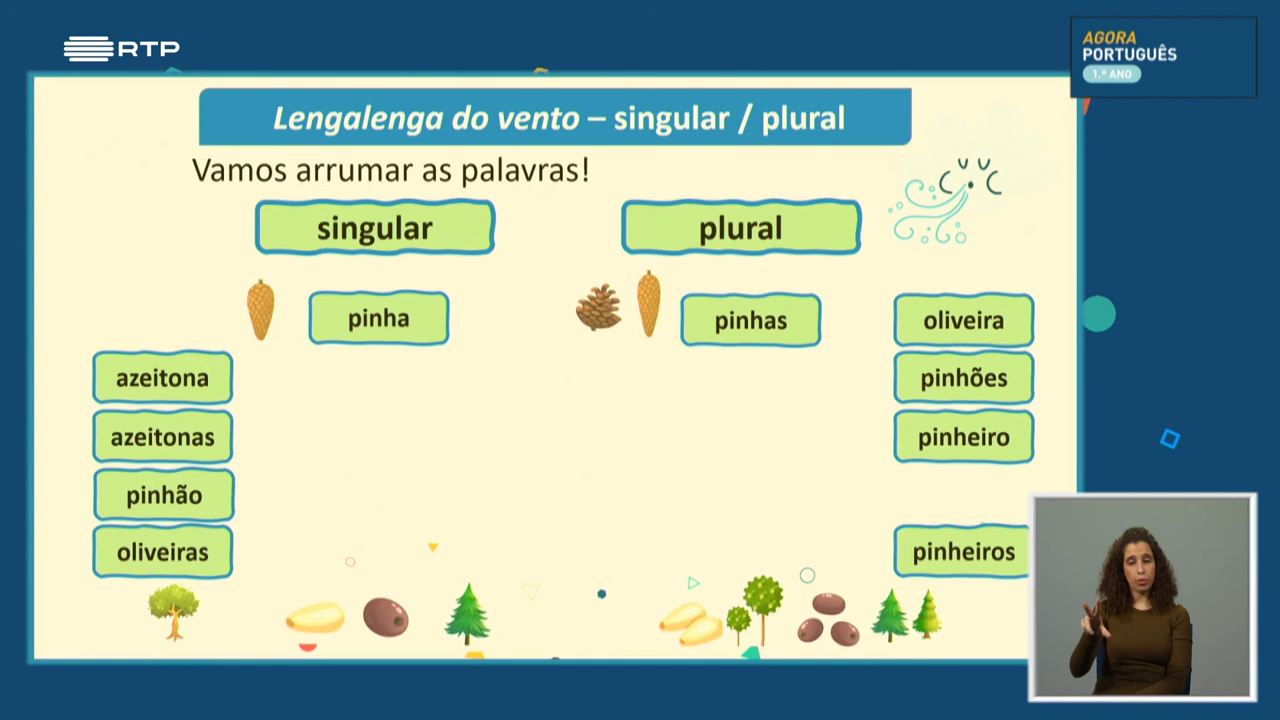 RTP
AGORA
PORTUGUÊS
1.º ANO
Lengalenga do vento – singular / plural
Vamos arrumar as palavras!
singular
plural
pinha
pinhas
oliveira
azeitona
pinhões
azeitonas
pinheiro
pinhão
oliveiras
pinheiros